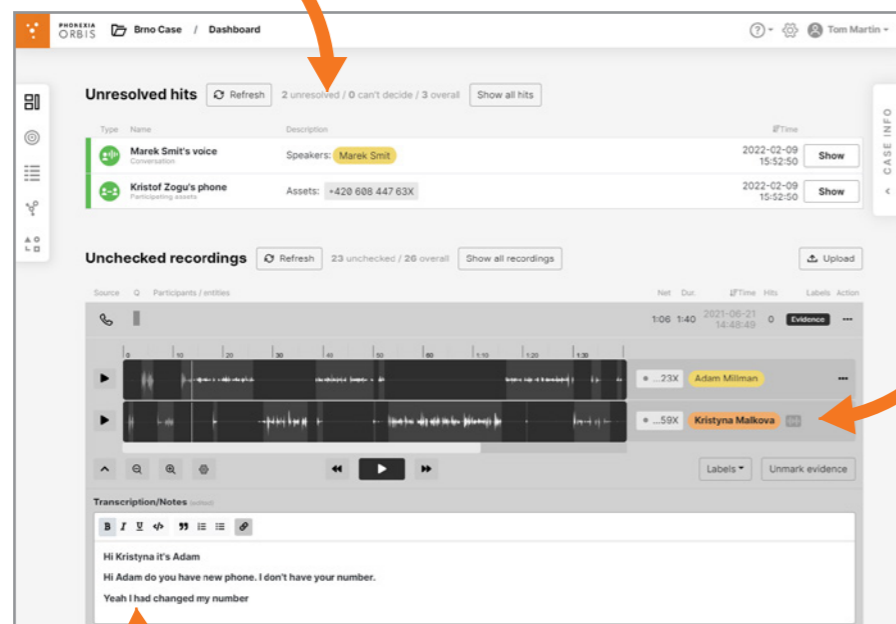 PHONEXIA
ORBIS
Brno Case / Dashboard
? Tom Martin
Unresolved hits Refresh 2 unresolved / 0 can't decide / 3 overall Show all hits
Type Name Description Time
Marek Smit's voice
Conversation
Speakers: Marek Smit
2022-02-09
15:52:50
Show
Kristof Zogu's phone
Participating assets
Assets: +420 608 447 63X
2022-02-09
15:52:50
Show
CASE INFO
Unchecked recordings Refresh 23 unchecked / 26 overall Show all recordings Upload
Source Q Participants / entities Net Dur. Time Hits Labels Action
1:06 1:40 2021-06-21
14:48:49
0 Evidence
0 10 20 30 40 50 60 1:10 1:20 1:30
...23X Adam Millman
...59X Kristyna Malkova
Labels Unmark evidence
Transcription/Notes (edited)
B I U </>
Hi Kristyna it's Adam
Hi Adam do you have new phone. I don't have your number.
Yeah I had changed my number